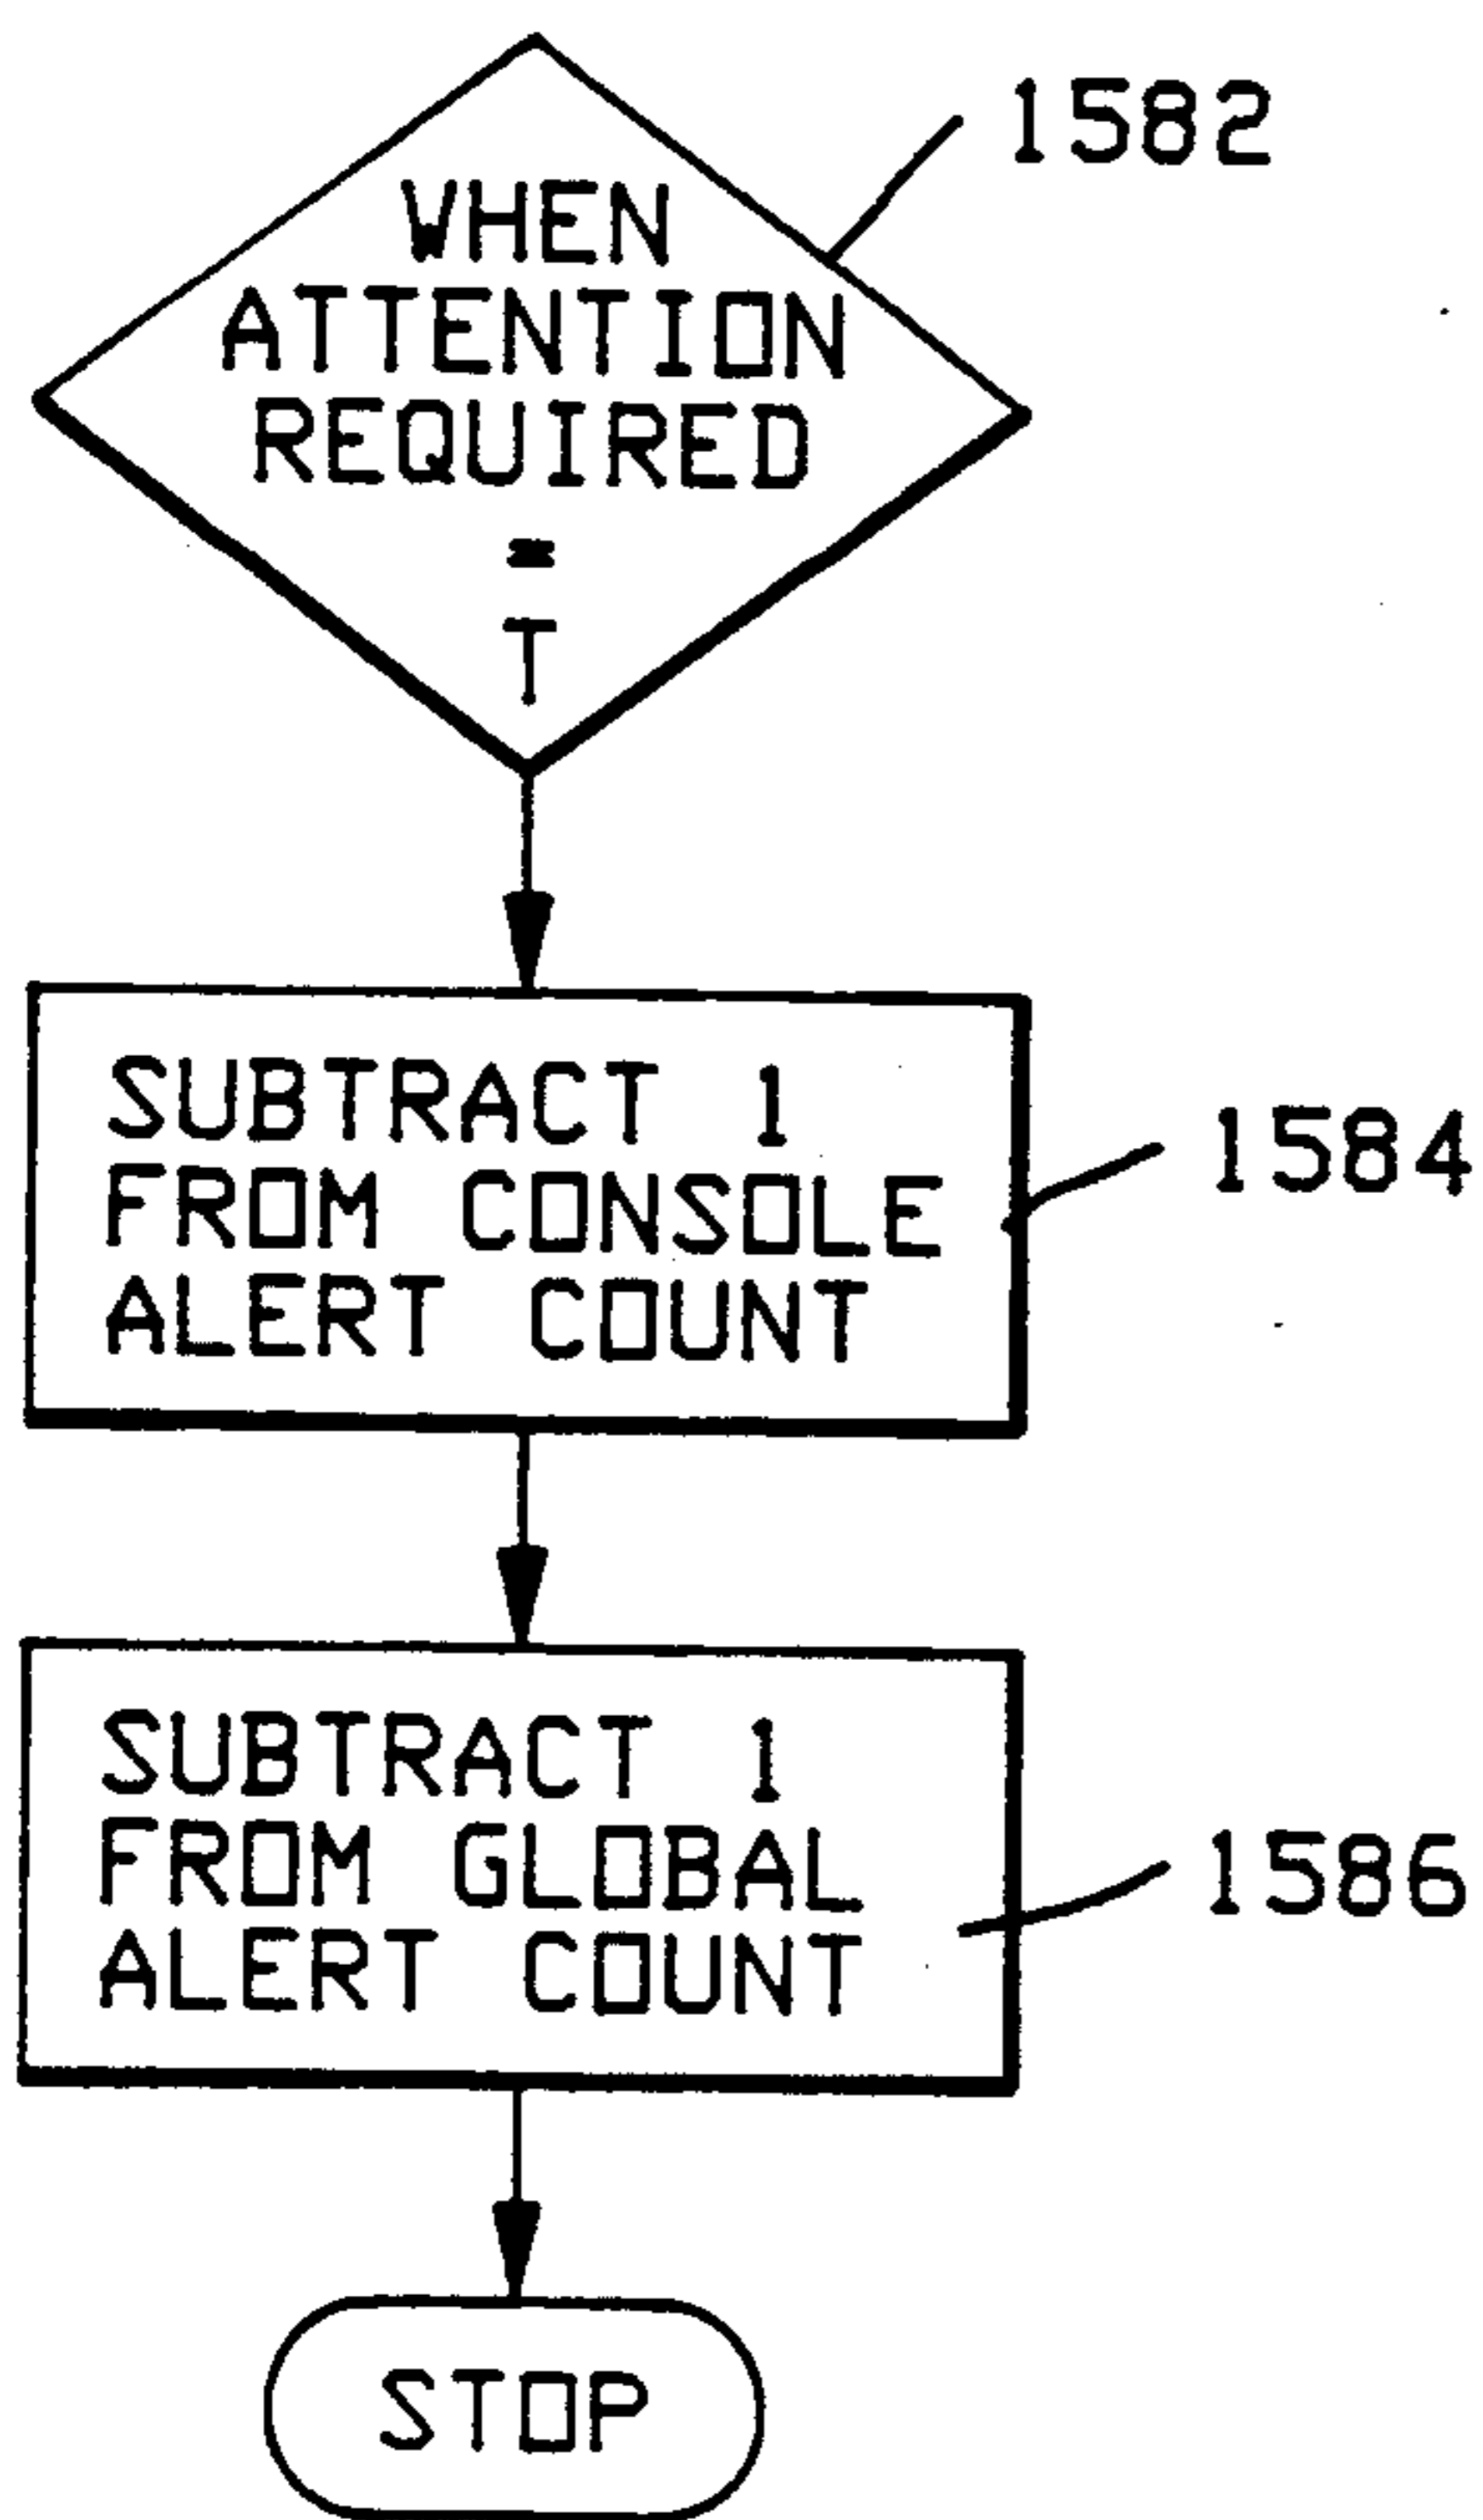 1582
WHEN
ATTENTION
REQUIRED
=
T
SUBTRACT 1
FROM CONSOLE
ALERT COUNT
1584
SUBTRACT 1
FROM GLOBAL
ALERT COUNT
1586
STOP